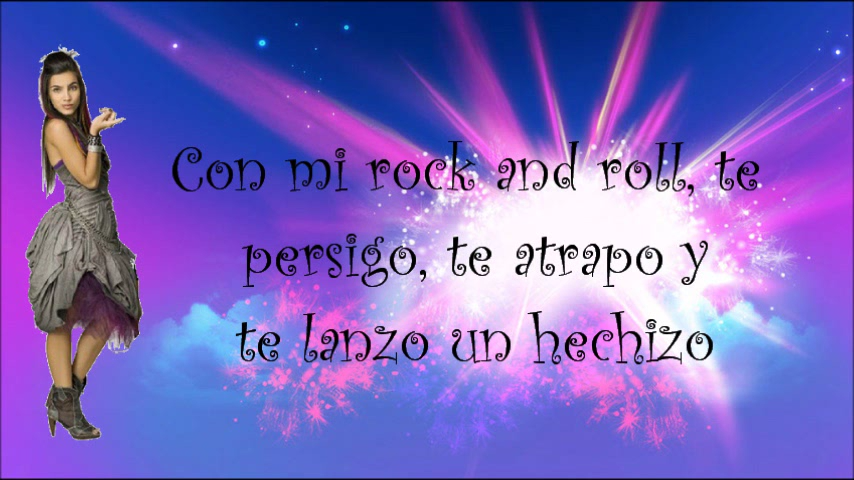 Con mi rock and roll, te
persigo, te atrapo y
te lanzo un hechizo